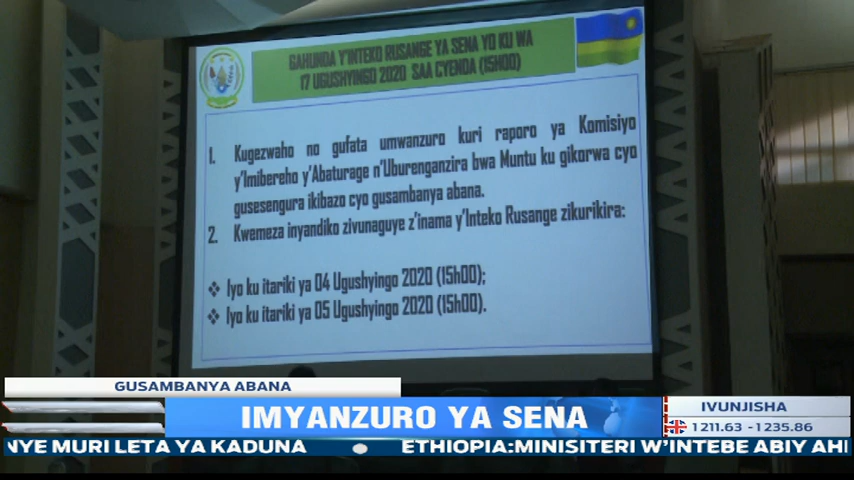 GAHUNDA Y'INTEKO RUSANGE YA SENA YO KU WA
17 UGUSHYINGO 2020 SAA CYENDA (15H00)
1. Kugezwaho no gufata umwanzuro kuri raporo ya Komisiyo
y'Imibereho y'Abaturage n'Uburenganzira bwa Muntu ku gikorwa cyo
gusesengura ikibazo cyo gusambanya abana.
2. Kwemeza inyandiko zivunaguye z'inama y'Inteko Rusange zikurikira:
❖ Iyo ku itariki ya 04 Ugushyingo 2020 (15h00);
❖ Iyo ku itariki ya 05 Ugushyingo 2020 (15h00).
GUSAMBANYA ABANA
IMYANZURO YA SENA
IVUNJISHA
1211.63 - 1235.86
NYE MURI LETA YA KADUNA ETHIOPIA:MINISITERI W'INTEBE ABIY AHI